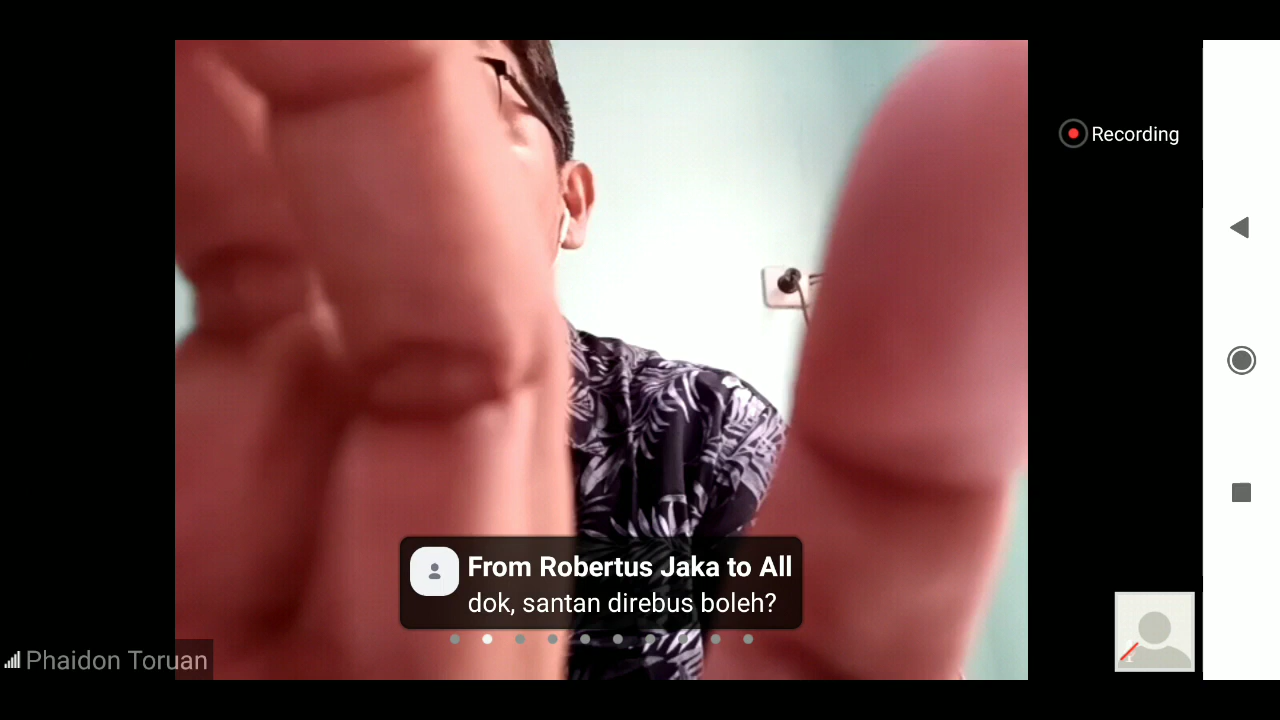 Recording
From Robertus Jaka to All
dok, santan direbus boleh?
Phaidon Toruan